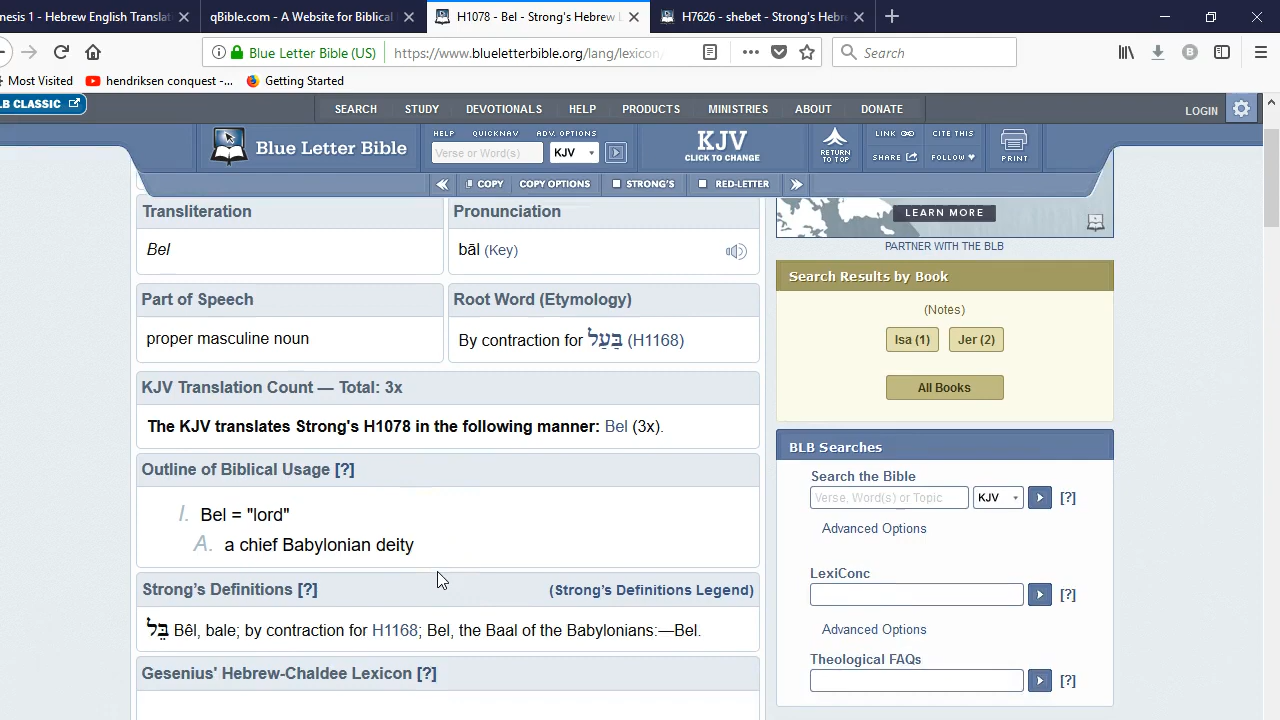 nesis 1 - Hebrew English Translat
qBible.com - A Website for Biblical
H1078 - Bel - Strong's Hebrew L
H7626 - shebet - Strong's Hebr
Blue Letter Bible (US)
https://www.blueletterbible.org/lang/lexicon/
Search
Most Visited
hendriksen conquest -...
Getting Started
LB CLASSIC
SEARCH STUDY DEVOTIONALS HELP PRODUCTS MINISTRIES ABOUT DONATE
LOGIN
Blue Letter Bible
HELP QUICKNAV ADV. OPTIONS
Verse or Word(s) KJV
KJV
CLICK TO CHANGE
RETURN
TO TOP
LINK CITE THIS
SHARE FOLLOW
PRINT
COPY COPY OPTIONS STRONG'S RED-LETTER
Transliteration
Bel
Pronunciation
bāl (Key)
Part of Speech
proper masculine noun
Root Word (Etymology)
By contraction for בַּעַל (H1168)
KJV Translation Count — Total: 3x
The KJV translates Strong's H1078 in the following manner: Bel (3x).
Outline of Biblical Usage [?]
I. Bel = "lord"
A. a chief Babylonian deity
Strong's Definitions [?] (Strong's Definitions Legend)
בֵּל Bêl, bale; by contraction for H1168; Bel, the Baal of the Babylonians:—Bel.
Gesenius' Hebrew-Chaldee Lexicon [?]
LEARN MORE
PARTNER WITH THE BLB
Search Results by Book
(Notes)
Isa (1) Jer (2)
All Books
BLB Searches
Search the Bible
Verse, Word(s) or Topic KJV [?]
Advanced Options
LexiConc
[?]
Advanced Options
Theological FAQs
[?]